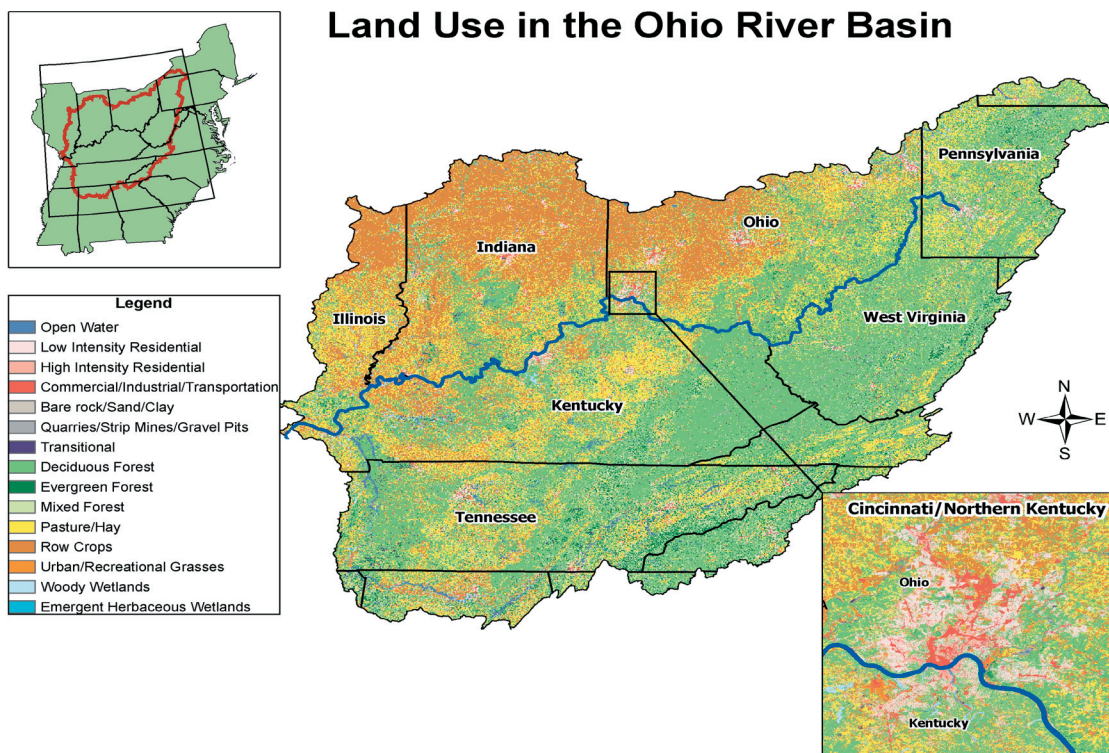 Land Use in the Ohio River Basin
Pennsylvania
Ohio
Indiana
West Virginia
Illinois
Kentucky
Tennessee
Legend
Open Water
Low Intensity Residential
High Intensity Residential
Commercial/Industrial/Transportation
Bare rock/Sand/Clay
Quarries/Strip Mines/Gravel Pits
Transitional
Deciduous Forest
Evergreen Forest
Mixed Forest
Pasture/Hay
Row Crops
Urban/Recreational Grasses
Woody Wetlands
Emergent Herbaceous Wetlands
N
W E
S
Cincinnati/Northern Kentucky
Ohio
Kentucky